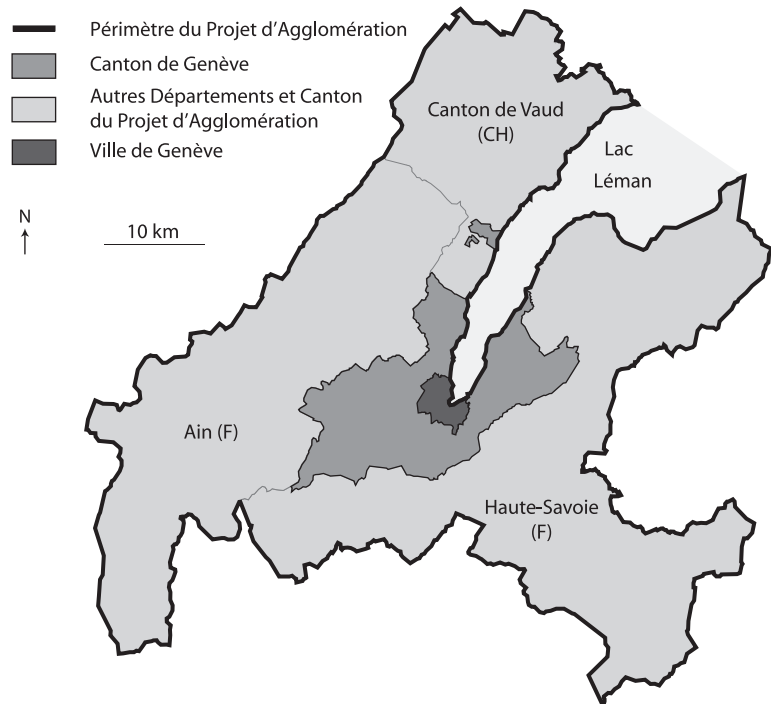 Périmètre du Projet d'Agglomération
Canton de Genève
Autres Départements et Canton
du Projet d'Agglomération
Ville de Genève
N
10 km
Canton de Vaud
(CH)
Lac
Léman
Ain (F)
Haute-Savoie
(F)